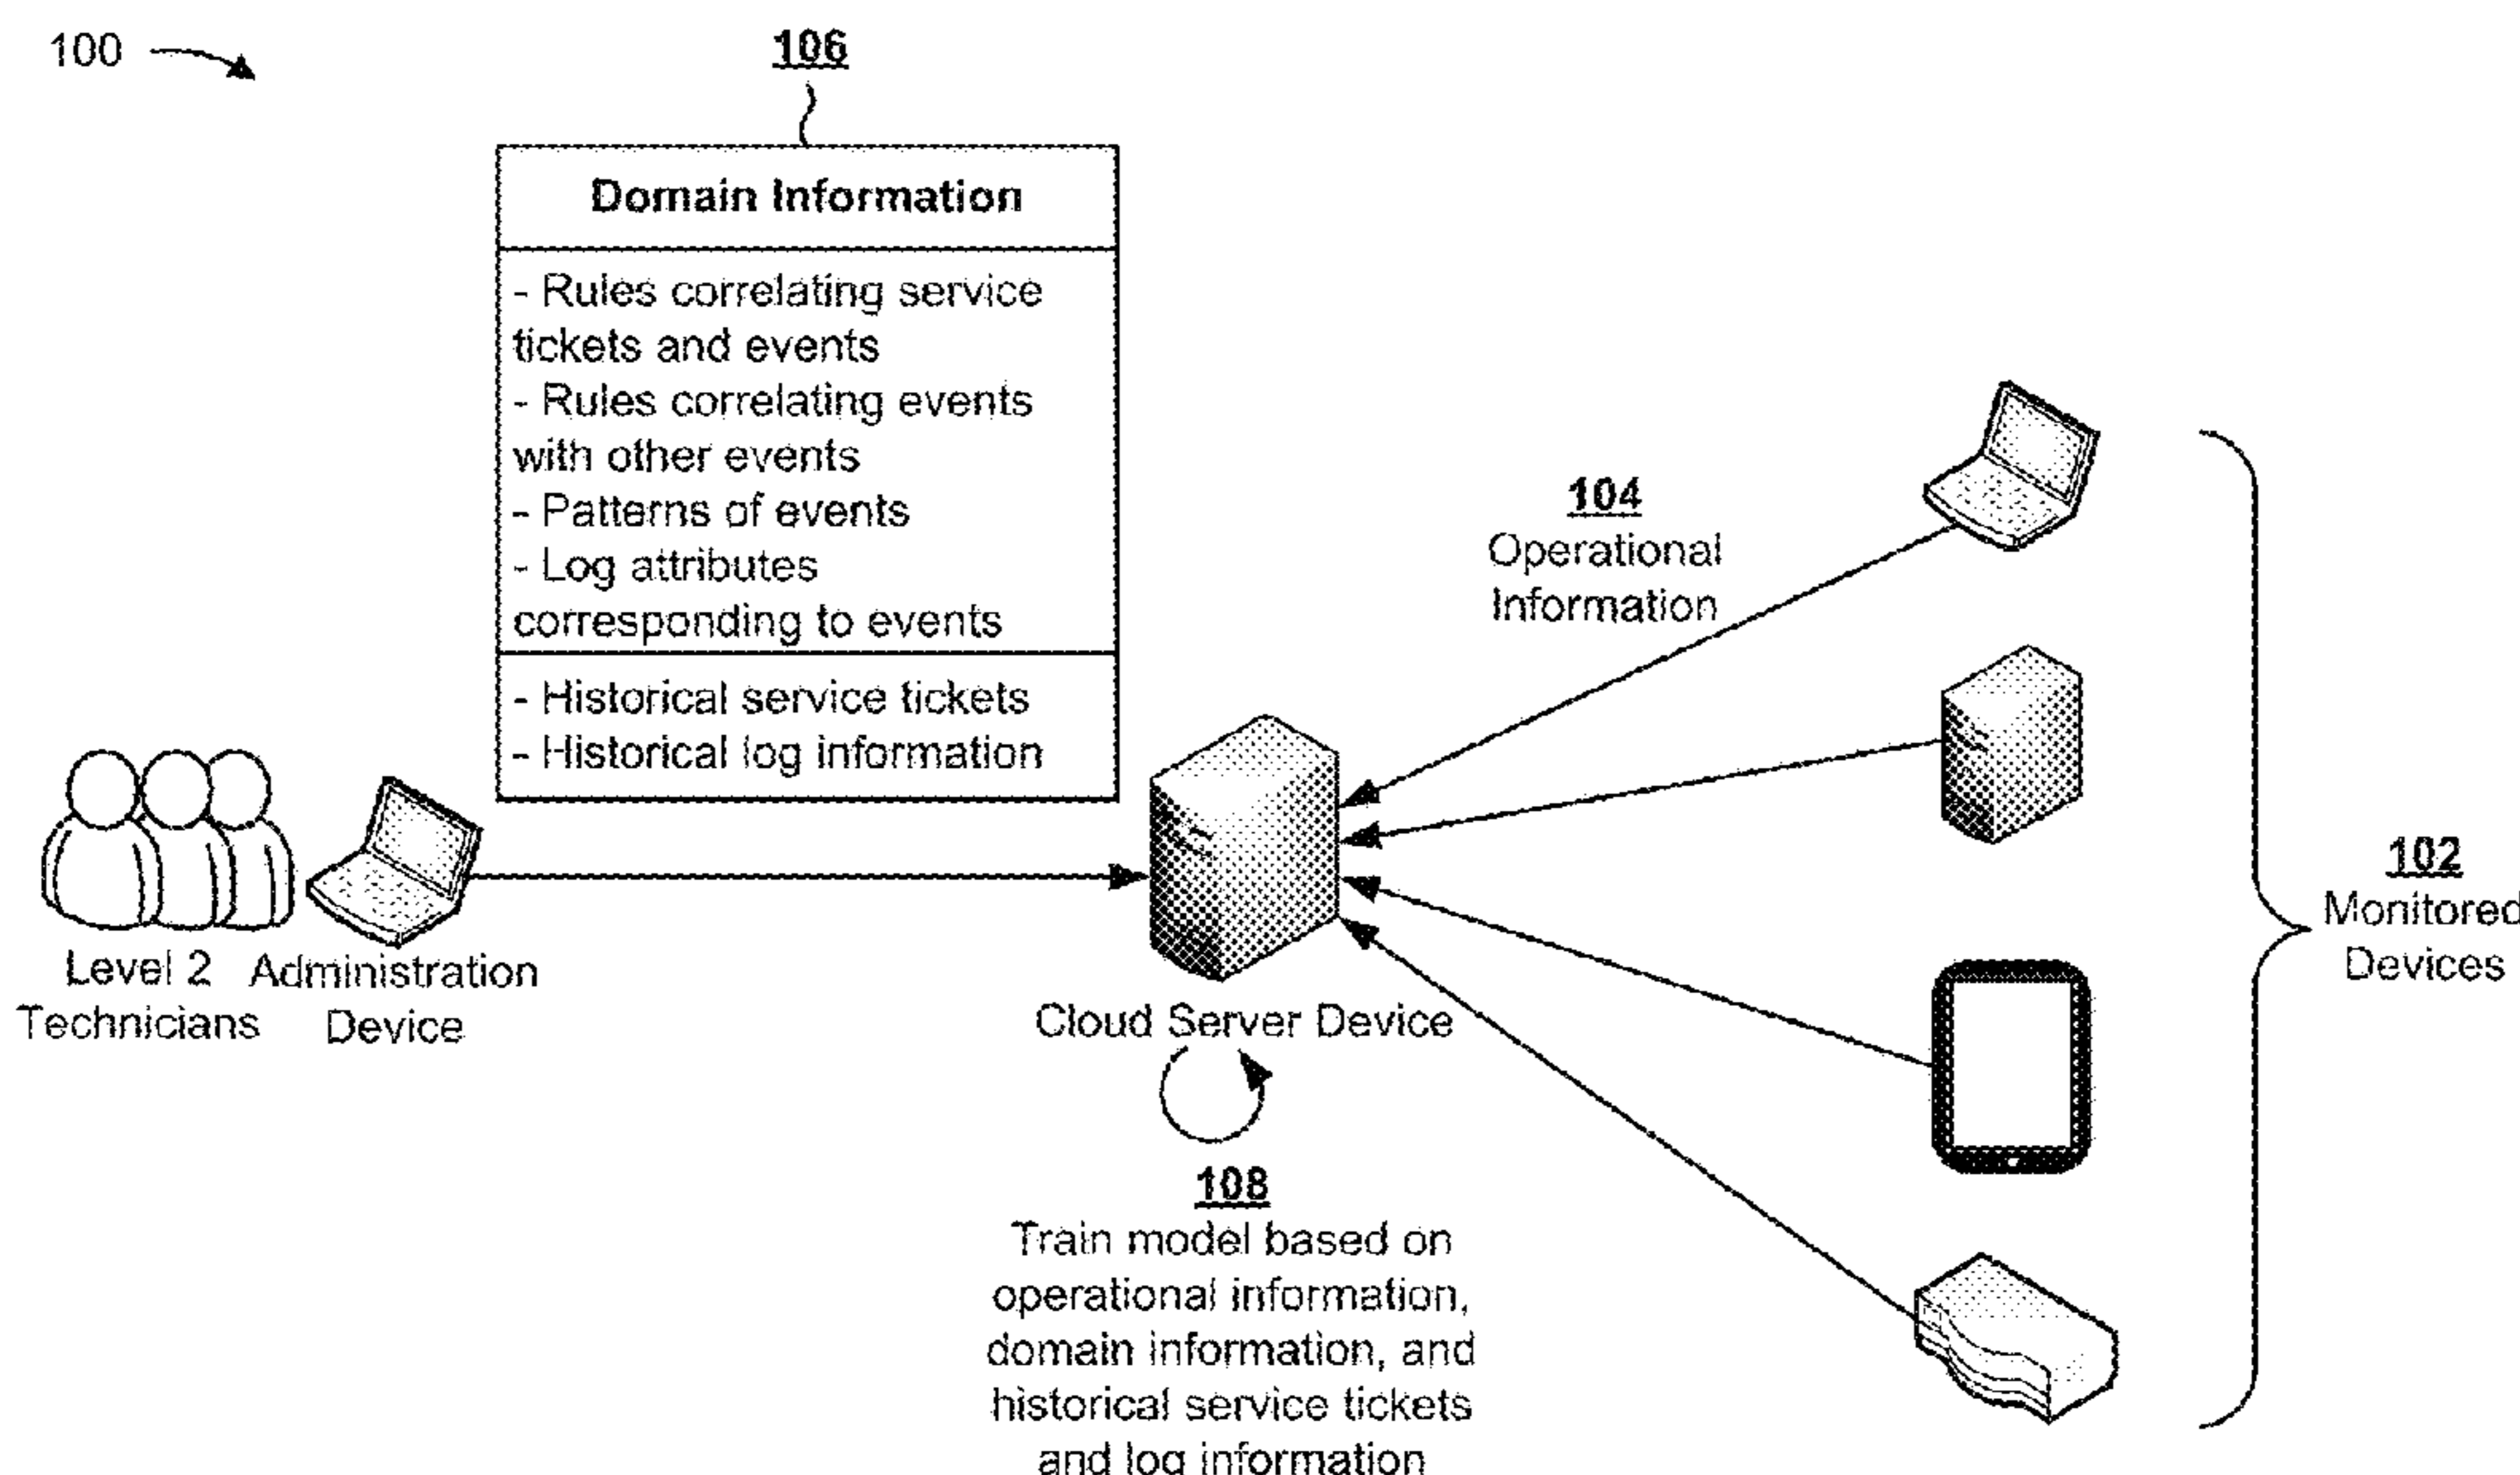 100
106
Domain Information
- Rules correlating service
tickets and events
- Rules correlating events
with other events
- Patterns of events
- Log attributes
corresponding to events
- Historical service tickets
- Historical log information
104
Operational
Information
102
Monitored
Devices
Level 2
Technicians
Administration
Device
Cloud Server Device
108
Train model based on
operational information,
domain information, and
historical service tickets
and log information